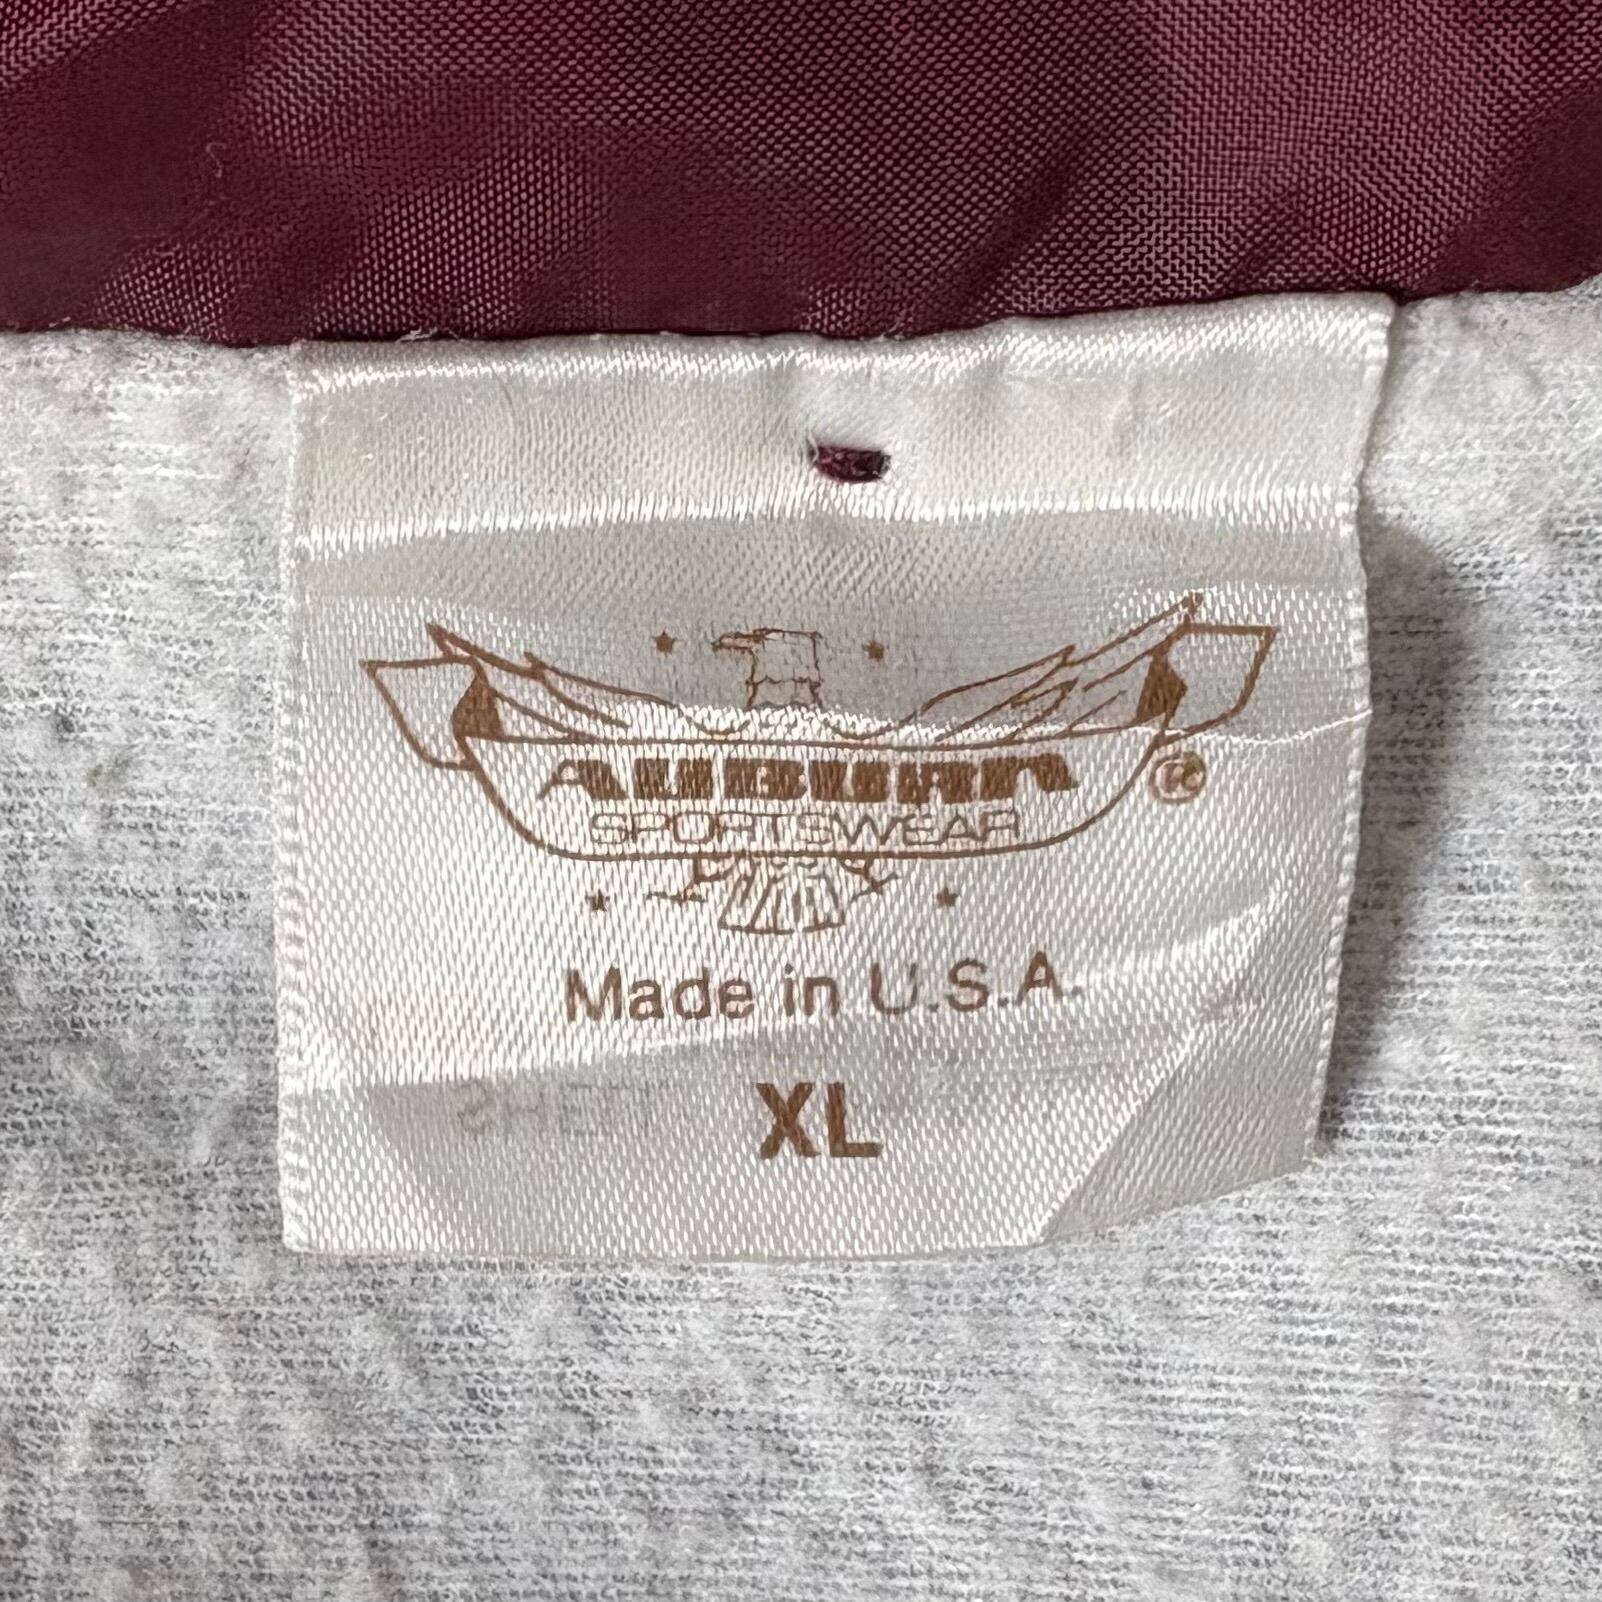 AUBURN ®
SPORTSWEAR
Made in U.S.A.
XL